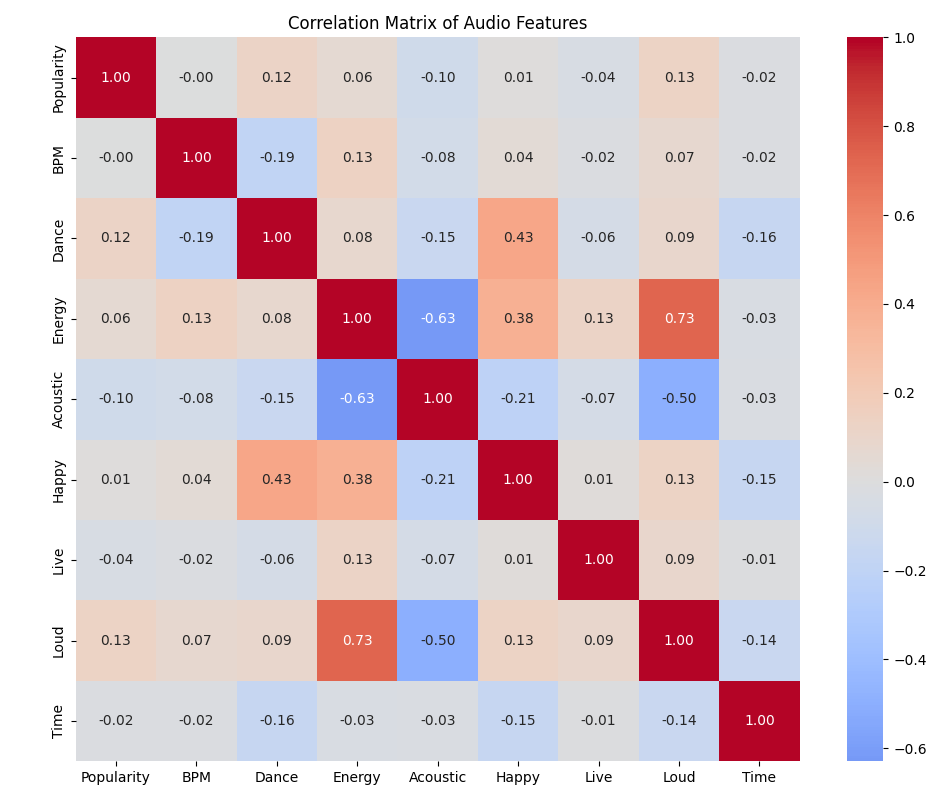 Correlation Matrix of Audio Features
Popularity 1.00 -0.00 0.12 0.06 -0.10 0.01 -0.04 0.13 -0.02
BPM -0.00 1.00 -0.19 0.13 -0.08 0.04 -0.02 0.07 -0.02
Dance 0.12 -0.19 1.00 0.08 -0.15 0.43 -0.06 0.09 -0.16
Energy 0.06 0.13 0.08 1.00 -0.63 0.38 0.13 0.73 -0.03
Acoustic -0.10 -0.08 -0.15 -0.63 1.00 -0.21 -0.07 -0.50 -0.03
Happy 0.01 0.04 0.43 0.38 -0.21 1.00 0.01 0.13 -0.15
Live -0.04 -0.02 -0.06 0.13 -0.07 0.01 1.00 0.09 -0.01
Loud 0.13 0.07 0.09 0.73 -0.50 0.13 0.09 1.00 -0.14
Time -0.02 -0.02 -0.16 -0.03 -0.03 -0.15 -0.01 -0.14 1.00
Popularity BPM Dance Energy Acoustic Happy Live Loud Time
1.0
0.8
0.6
0.4
0.2
0.0
−0.2
−0.4
−0.6